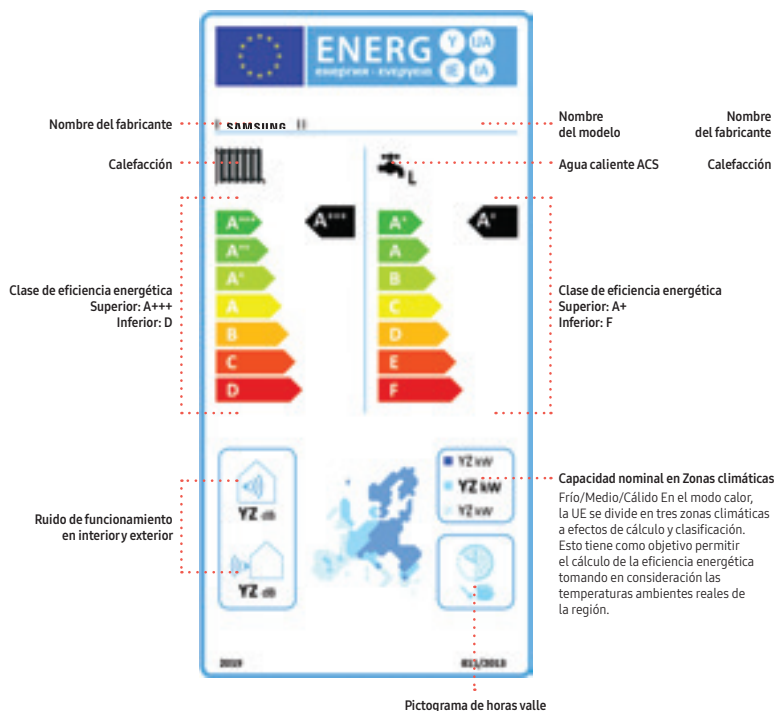 ENERG Y IJA
IE IA
енергия · ενεργεια
Nombre del fabricante
SAMSUNG
Nombre
del modelo
Nombre
del fabricante
Calefacción
L
Agua caliente ACS
Calefacción
Clase de eficiencia energética
Superior: A+++
Inferior: D
A+++
A++
A+
A
B
C
D
A+++
A+
A
B
C
D
E
F
A+
Clase de eficiencia energética
Superior: A+
Inferior: F
Ruido de funcionamiento
en interior y exterior
YZ dB
YZ dB
YZ kW
YZ kW
YZ kW
Capacidad nominal en Zonas climáticas
Frío/Medio/Cálido En el modo calor,
la UE se divide en tres zonas climáticas
a efectos de cálculo y clasificación.
Esto tiene como objetivo permitir
el cálculo de la eficiencia energética
tomando en consideración las
temperaturas ambientes reales de
la región.
2019
811/2013
Pictograma de horas valle